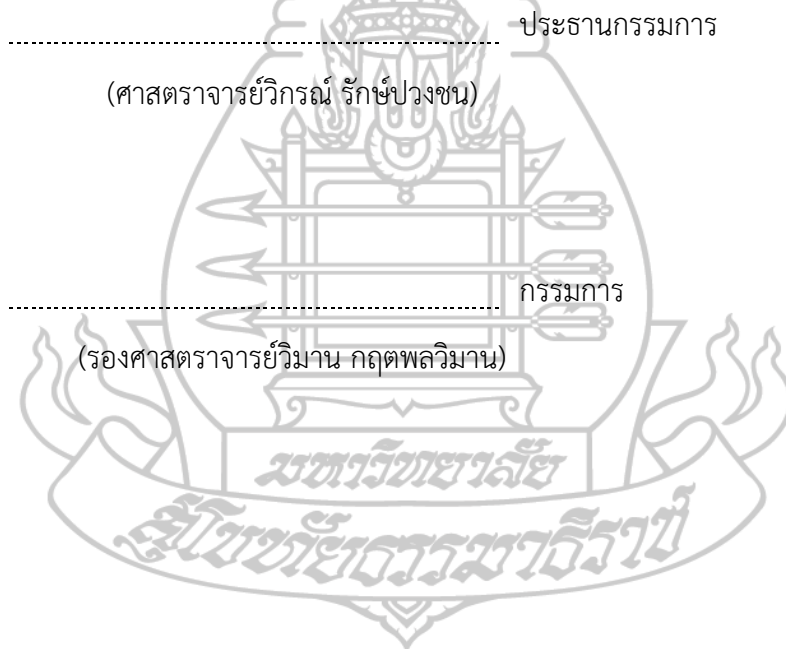 ประธานกรรมการ
(ศาสตราจารย์วิกรณ์ รักษ์ปวงชน)
กรรมการ
(รองศาสตราจารย์วิมาน กฤตพลวิมาน)
มหาวิทยาลัย
สุโขทัยธรรมาธิราช